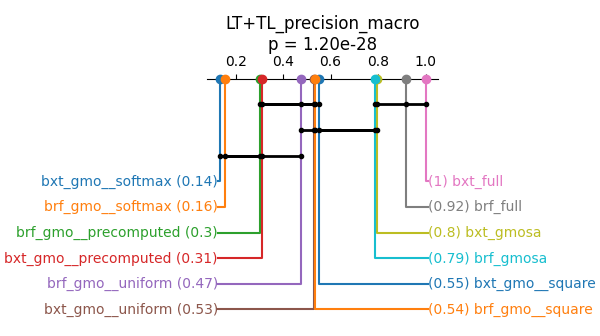 LT+TL_precision_macro
p = 1.20e-28
0.2 0.4 0.6 0.8 1.0
bxt_gmo__softmax (0.14) (1) bxt_full
brf_gmo__softmax (0.16) (0.92) brf_full
brf_gmo__precomputed (0.3) (0.8) bxt_gmosa
bxt_gmo__precomputed (0.31) (0.79) brf_gmosa
brf_gmo__uniform (0.47) (0.55) bxt_gmo__square
bxt_gmo__uniform (0.53) (0.54) brf_gmo__square